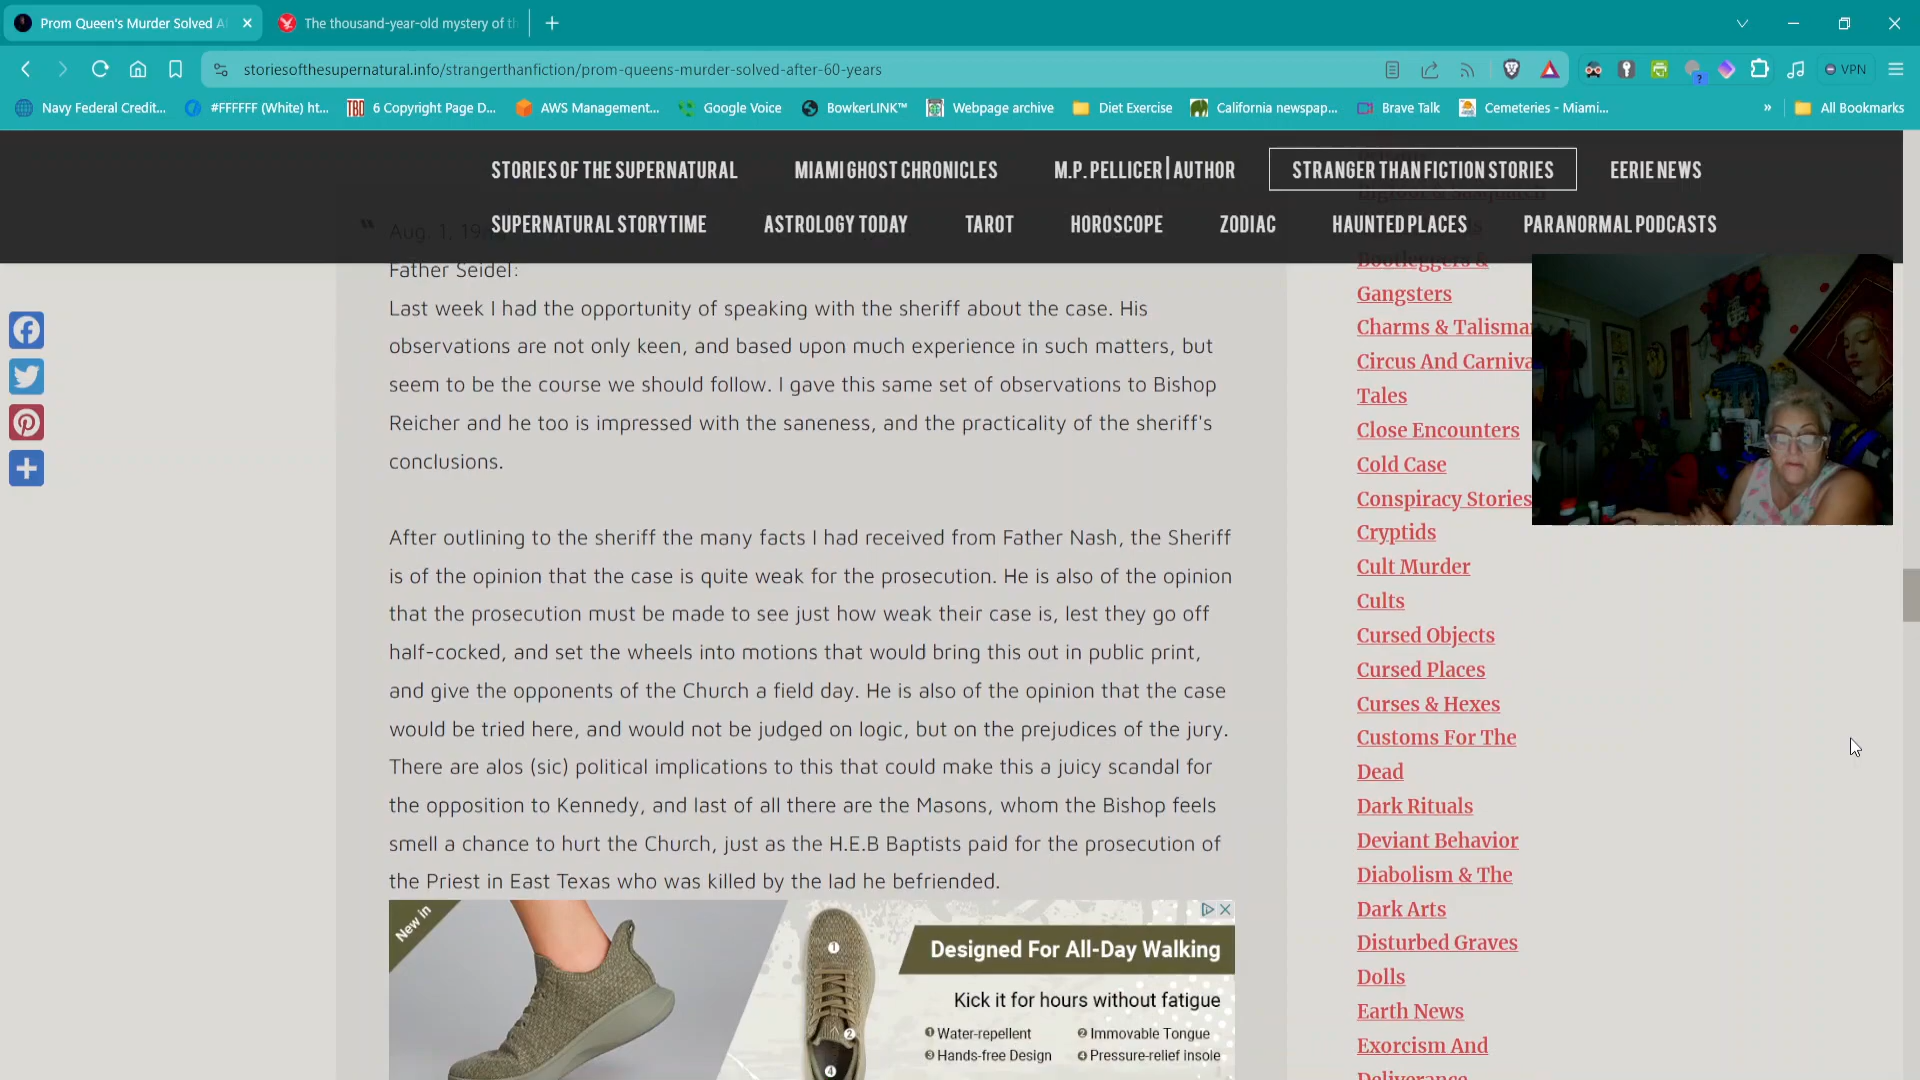 Prom Queen's Murder Solved A
The thousand-year-old mystery of th
storiesofthesupernatural.info/strangerthanfiction/prom-queens-murder-solved-after-60-years
VPN
Navy Federal Credit...
#FFFFFF (White) ht...
6 Copyright Page D...
AWS Management...
Google Voice
BowkerLINK™
Webpage archive
Diet Exercise
California newspap...
Brave Talk
Cemeteries - Miami...
»
All Bookmarks
STORIES OF THE SUPERNATURAL
MIAMI GHOST CHRONICLES
M.P. PELLICER | AUTHOR
STRANGER THAN FICTION STORIES
EERIE NEWS
SUPERNATURAL STORYTIME
ASTROLOGY TODAY
TAROT
HOROSCOPE
ZODIAC
HAUNTED PLACES
PARANORMAL PODCASTS
Aug. 1, 19
Father Seidel:
Last week I had the opportunity of speaking with the sheriff about the case. His
observations are not only keen, and based upon much experience in such matters, but
seem to be the course we should follow. I gave this same set of observations to Bishop
Reicher and he too is impressed with the saneness, and the practicality of the sheriff's
conclusions.
After outlining to the sheriff the many facts I had received from Father Nash, the Sheriff
is of the opinion that the case is quite weak for the prosecution. He is also of the opinion
that the prosecution must be made to see just how weak their case is, lest they go off
half-cocked, and set the wheels into motions that would bring this out in public print,
and give the opponents of the Church a field day. He is also of the opinion that the case
would be tried here, and would not be judged on logic, but on the prejudices of the jury.
There are alos (sic) political implications to this that could make this a juicy scandal for
the opposition to Kennedy, and last of all there are the Masons, whom the Bishop feels
smell a chance to hurt the Church, just as the H.E.B Baptists paid for the prosecution of
the Priest in East Texas who was killed by the lad he befriended.
New in
Designed For All-Day Walking
Kick it for hours without fatigue
1 Water-repellent
2 Immovable Tongue
3 Hands-free Design
4 Pressure-relief insole
1
2
4
Bigfoot & Sasquatch
Bootleggers &
Gangsters
Charms & Talisma
Circus And Carniva
Tales
Close Encounters
Cold Case
Conspiracy Stories
Cryptids
Cult Murder
Cults
Cursed Objects
Cursed Places
Curses & Hexes
Customs For The
Dead
Dark Rituals
Deviant Behavior
Diabolism & The
Dark Arts
Disturbed Graves
Dolls
Earth News
Exorcism And
Deliverance